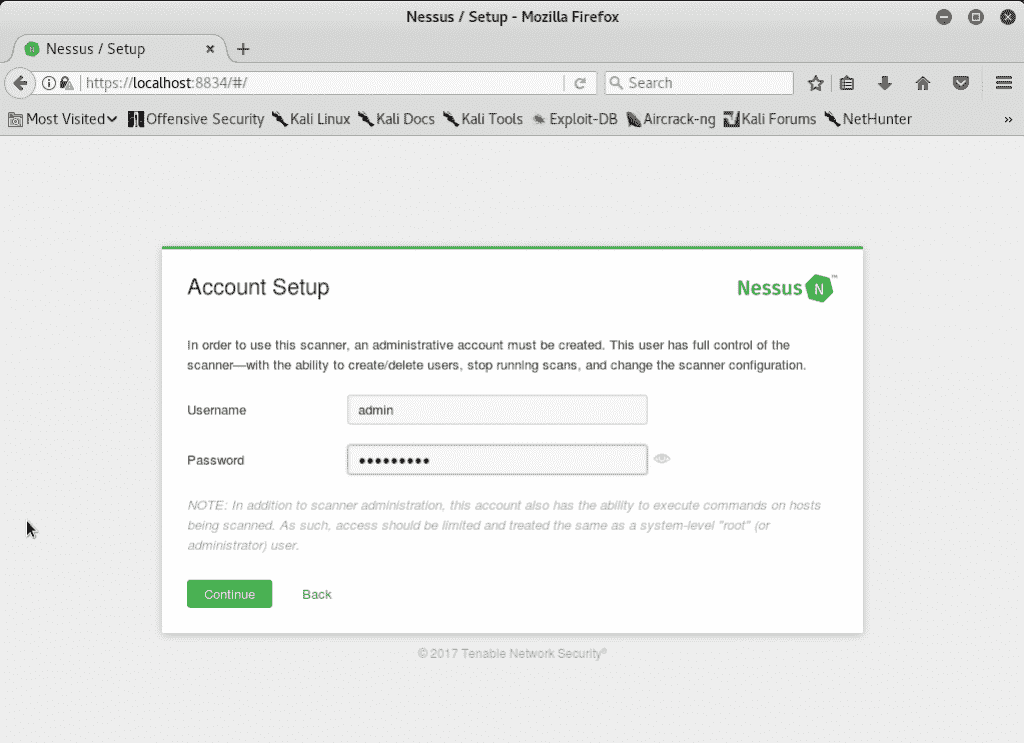 Nessus / Setup - Mozilla Firefox
Nessus / Setup
https://localhost:8834/#/
Search
Most Visited Offensive Security Kali Linux Kali Docs Kali Tools Exploit-DB Aircrack-ng Kali Forums NetHunter »
Account Setup
Nessus N ™
In order to use this scanner, an administrative account must be created. This user has full control of the
scanner—with the ability to create/delete users, stop running scans, and change the scanner configuration.
Username admin
Password •••••••••
NOTE: In addition to scanner administration, this account also has the ability to execute commands on hosts
being scanned. As such, access should be limited and treated the same as a system-level "root" (or
administrator) user.
Continue Back
© 2017 Tenable Network Security®